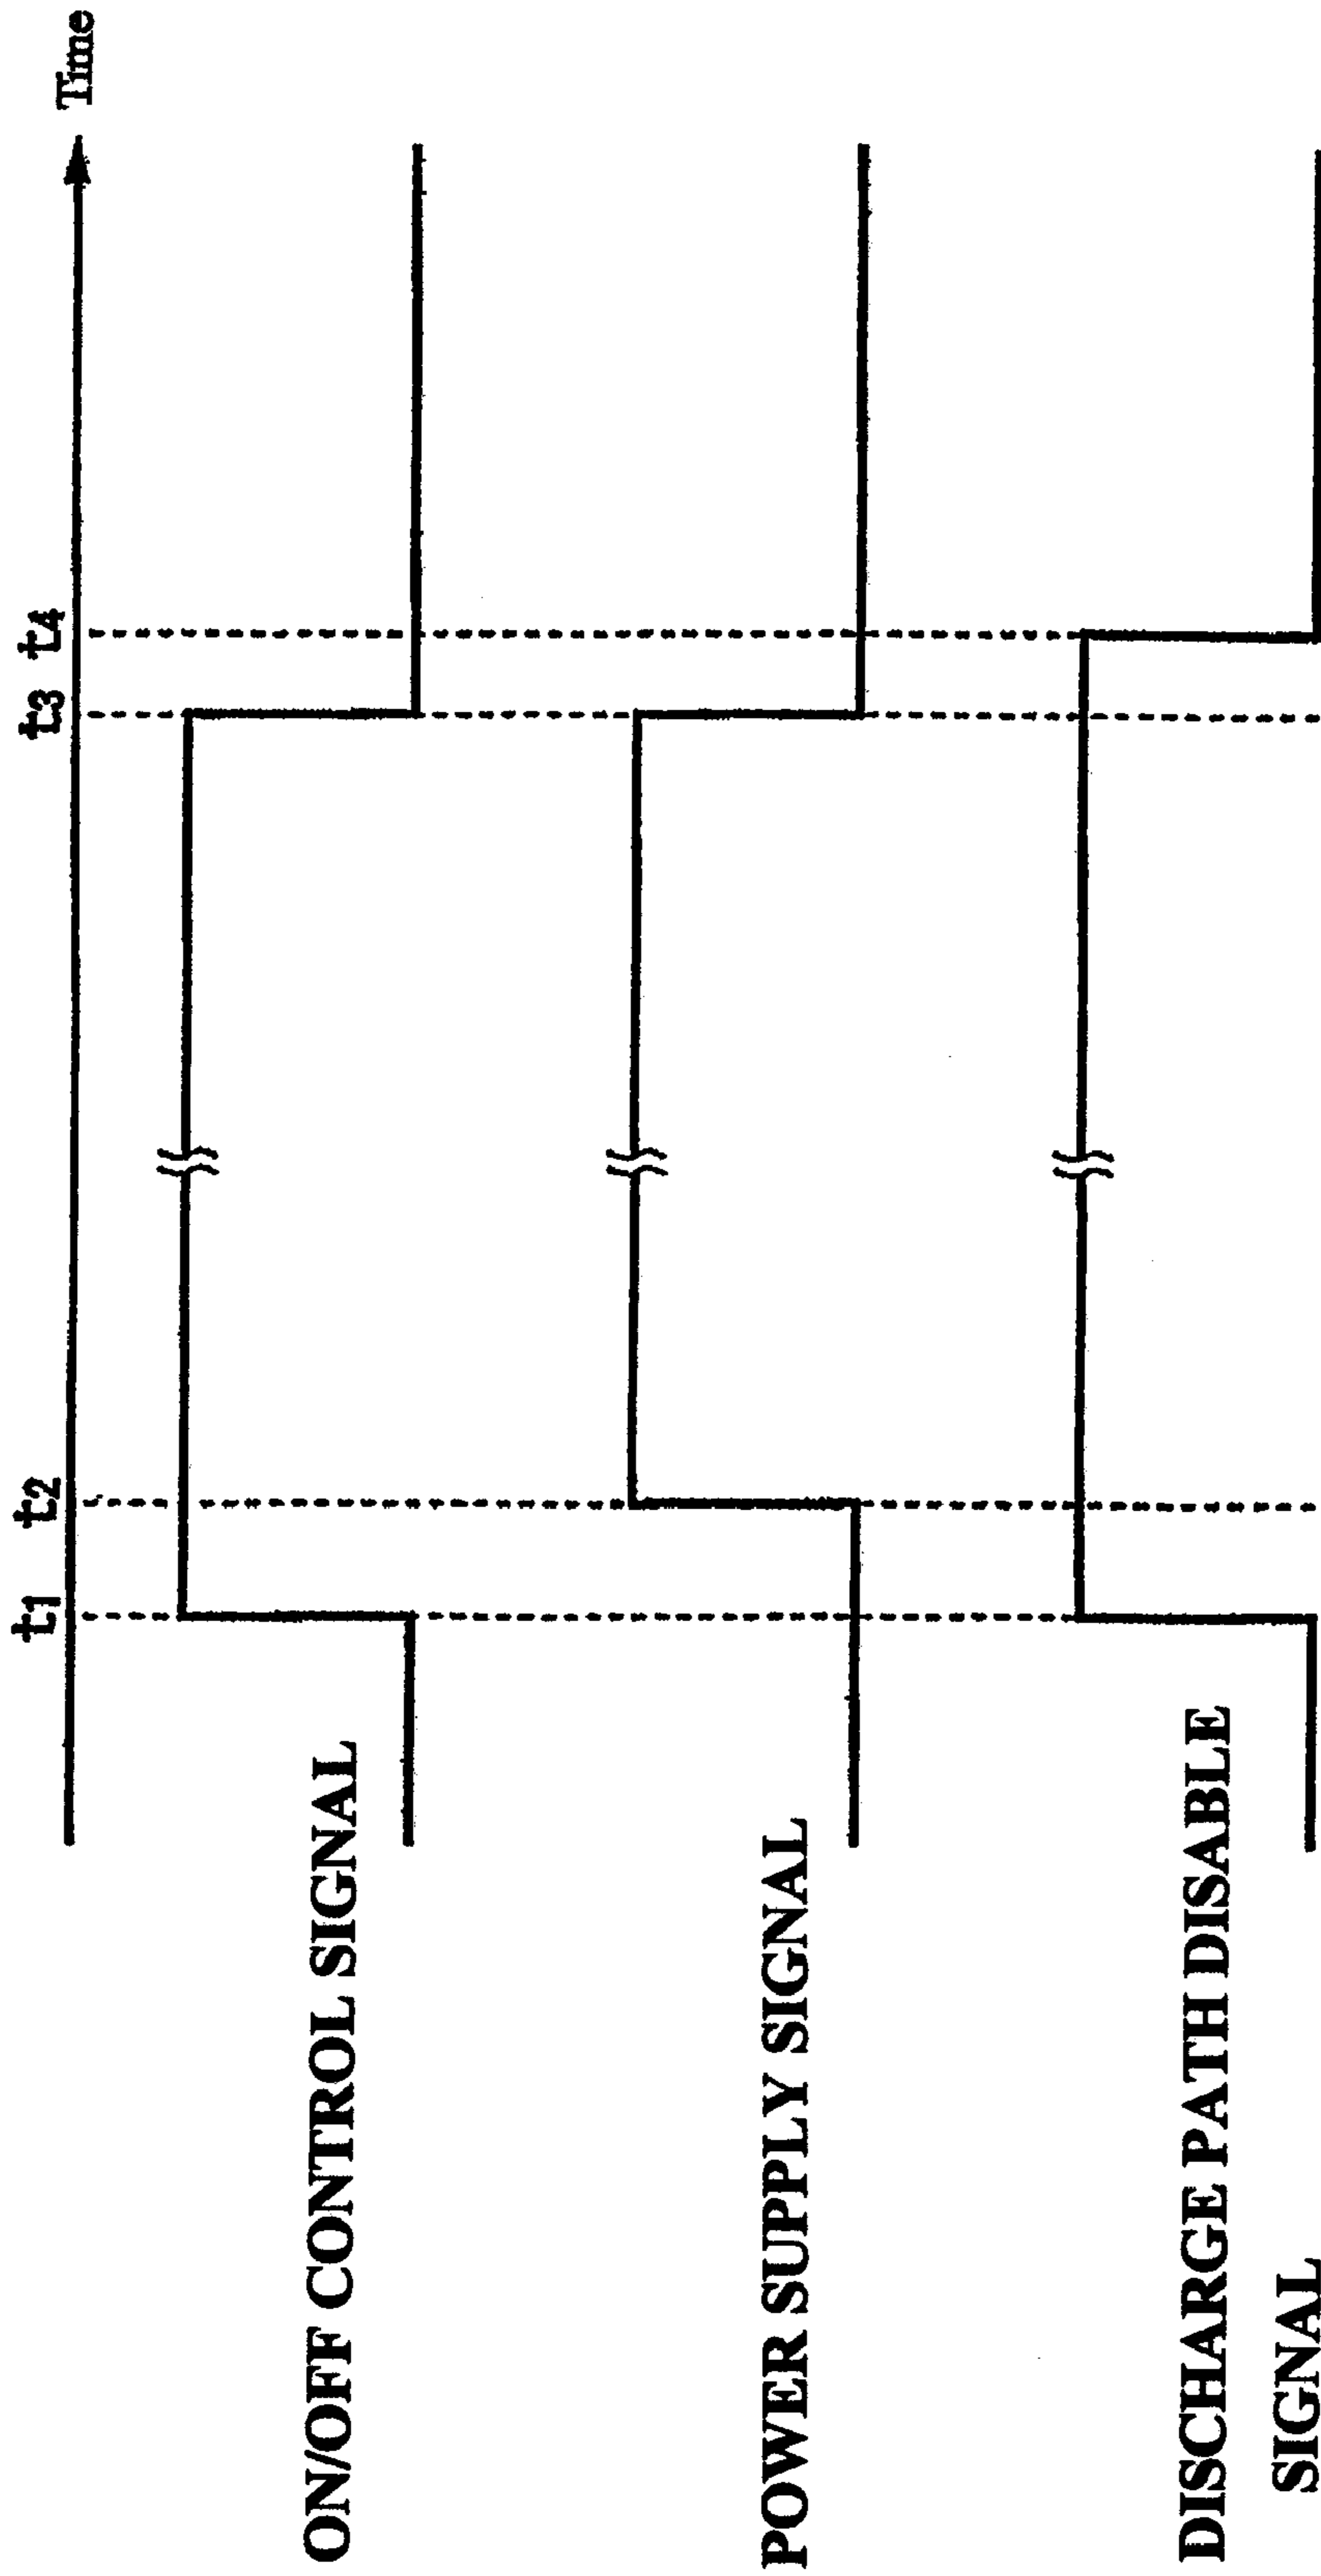 t1 t2 t3 t4 Time
ON/OFF CONTROL SIGNAL
POWER SUPPLY SIGNAL
DISCHARGE PATH DISABLE
SIGNAL